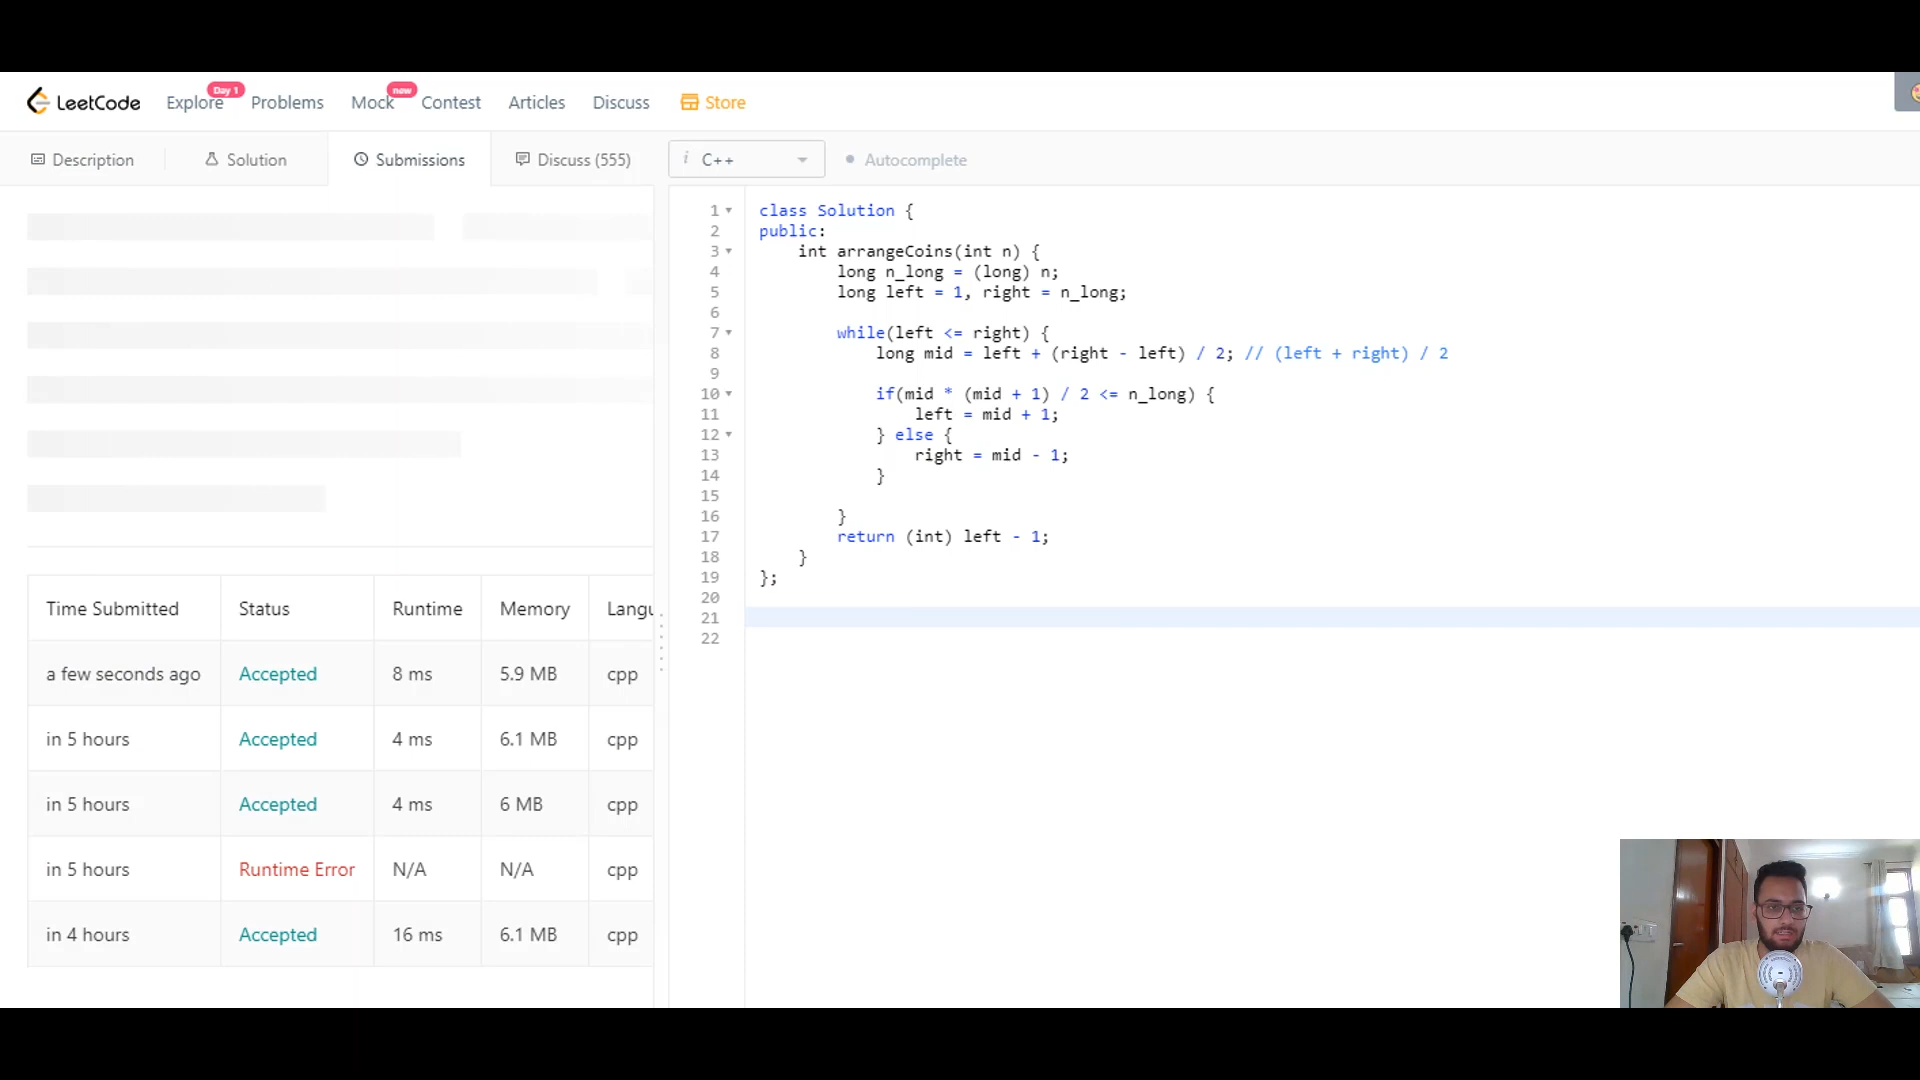 LeetCode Explore Day 1 Problems Mock new Contest Articles Discuss Store
Description Solution Submissions Discuss (555)
i C++ Autocomplete
Time Submitted Status Runtime Memory Langu
a few seconds ago Accepted 8 ms 5.9 MB cpp
in 5 hours Accepted 4 ms 6.1 MB cpp
in 5 hours Accepted 4 ms 6 MB cpp
in 5 hours Runtime Error N/A N/A cpp
in 4 hours Accepted 16 ms 6.1 MB cpp
1 class Solution {
2 public:
3 int arrangeCoins(int n) {
4 long n_long = (long) n;
5 long left = 1, right = n_long;
6
7 while(left <= right) {
8 long mid = left + (right - left) / 2; // (left + right) / 2
9
10 if(mid * (mid + 1) / 2 <= n_long) {
11 left = mid + 1;
12 } else {
13 right = mid - 1;
14 }
15
16 }
17 return (int) left - 1;
18 }
19 };
20
21
22